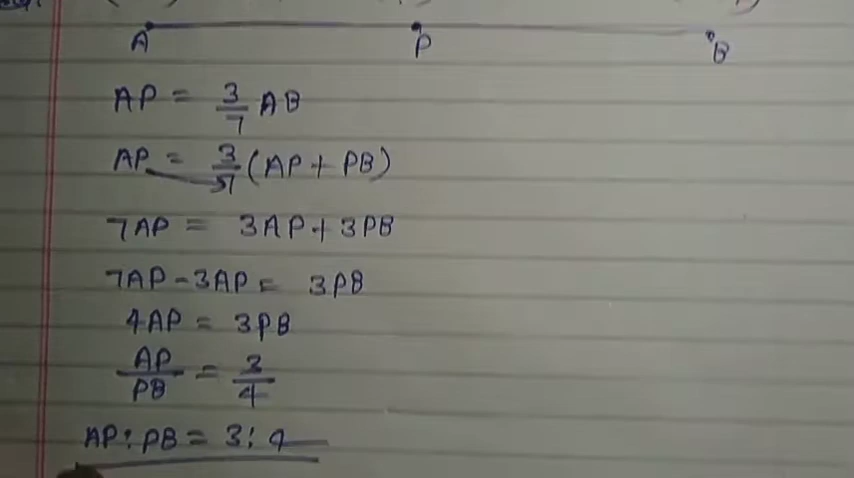 A P B
AP = 3/7 AB
AP = 3/7 (AP + PB)
7AP = 3AP + 3PB
7AP - 3AP = 3PB
4AP = 3PB
AP/PB = 3/4
AP : PB = 3 : 4